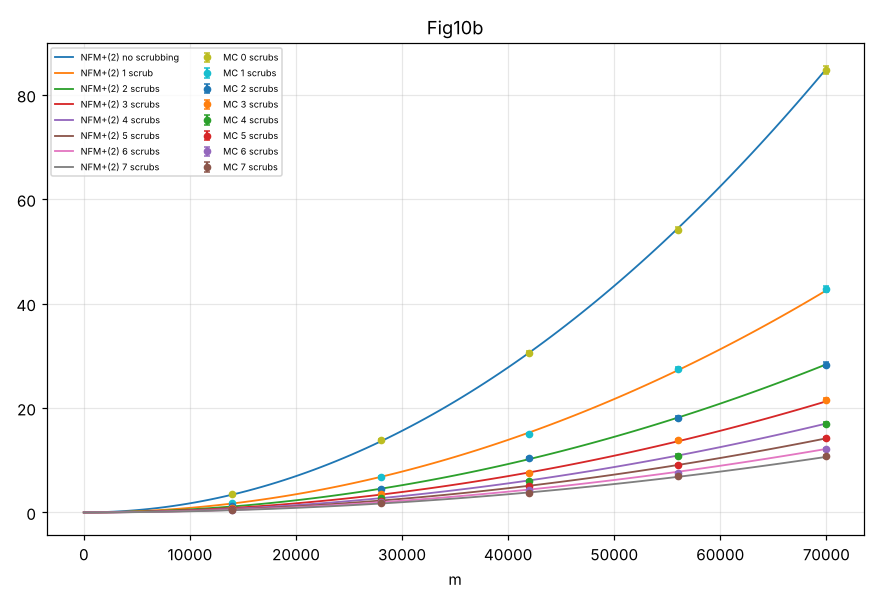 Fig10b
NFM+(2) no scrubbing
NFM+(2) 1 scrub
NFM+(2) 2 scrubs
NFM+(2) 3 scrubs
NFM+(2) 4 scrubs
NFM+(2) 5 scrubs
NFM+(2) 6 scrubs
NFM+(2) 7 scrubs
MC 0 scrubs
MC 1 scrubs
MC 2 scrubs
MC 3 scrubs
MC 4 scrubs
MC 5 scrubs
MC 6 scrubs
MC 7 scrubs
80
60
40
20
0
0 10000 20000 30000 40000 50000 60000 70000
m